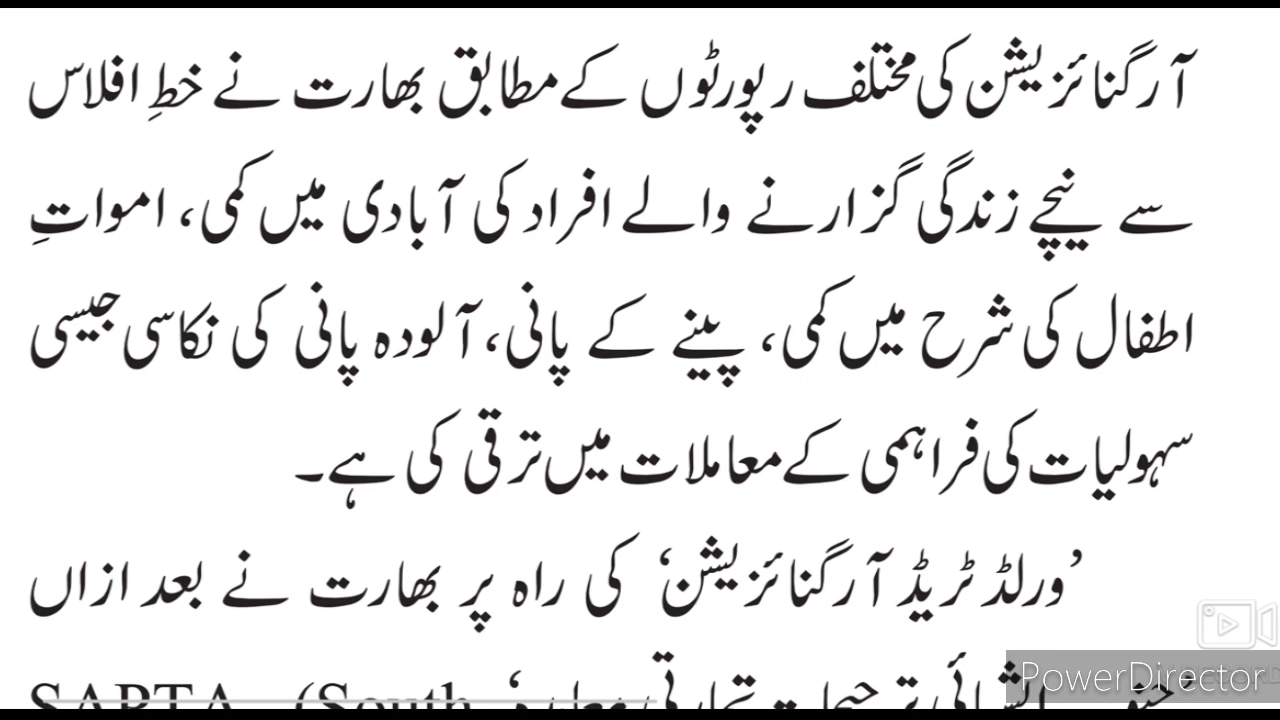 آرگنائزیشن کی مختلف رپورٹوں کے مطابق بھارت نے خطِ افلاس
سے نیچے زندگی گزارنے والے افراد کی آبادی میں کمی، امواتِ
اطفال کی شرح میں کمی، پینے کے پانی، آلودہ پانی کی نکاسی جیسی
سہولیات کی فراہمی کے معاملات میں ترقی کی ہے۔
’ورلڈ ٹریڈ آرگنائزیشن‘ کی راہ پر بھارت نے بعد ازاں
SAPTA (South
PowerDirector